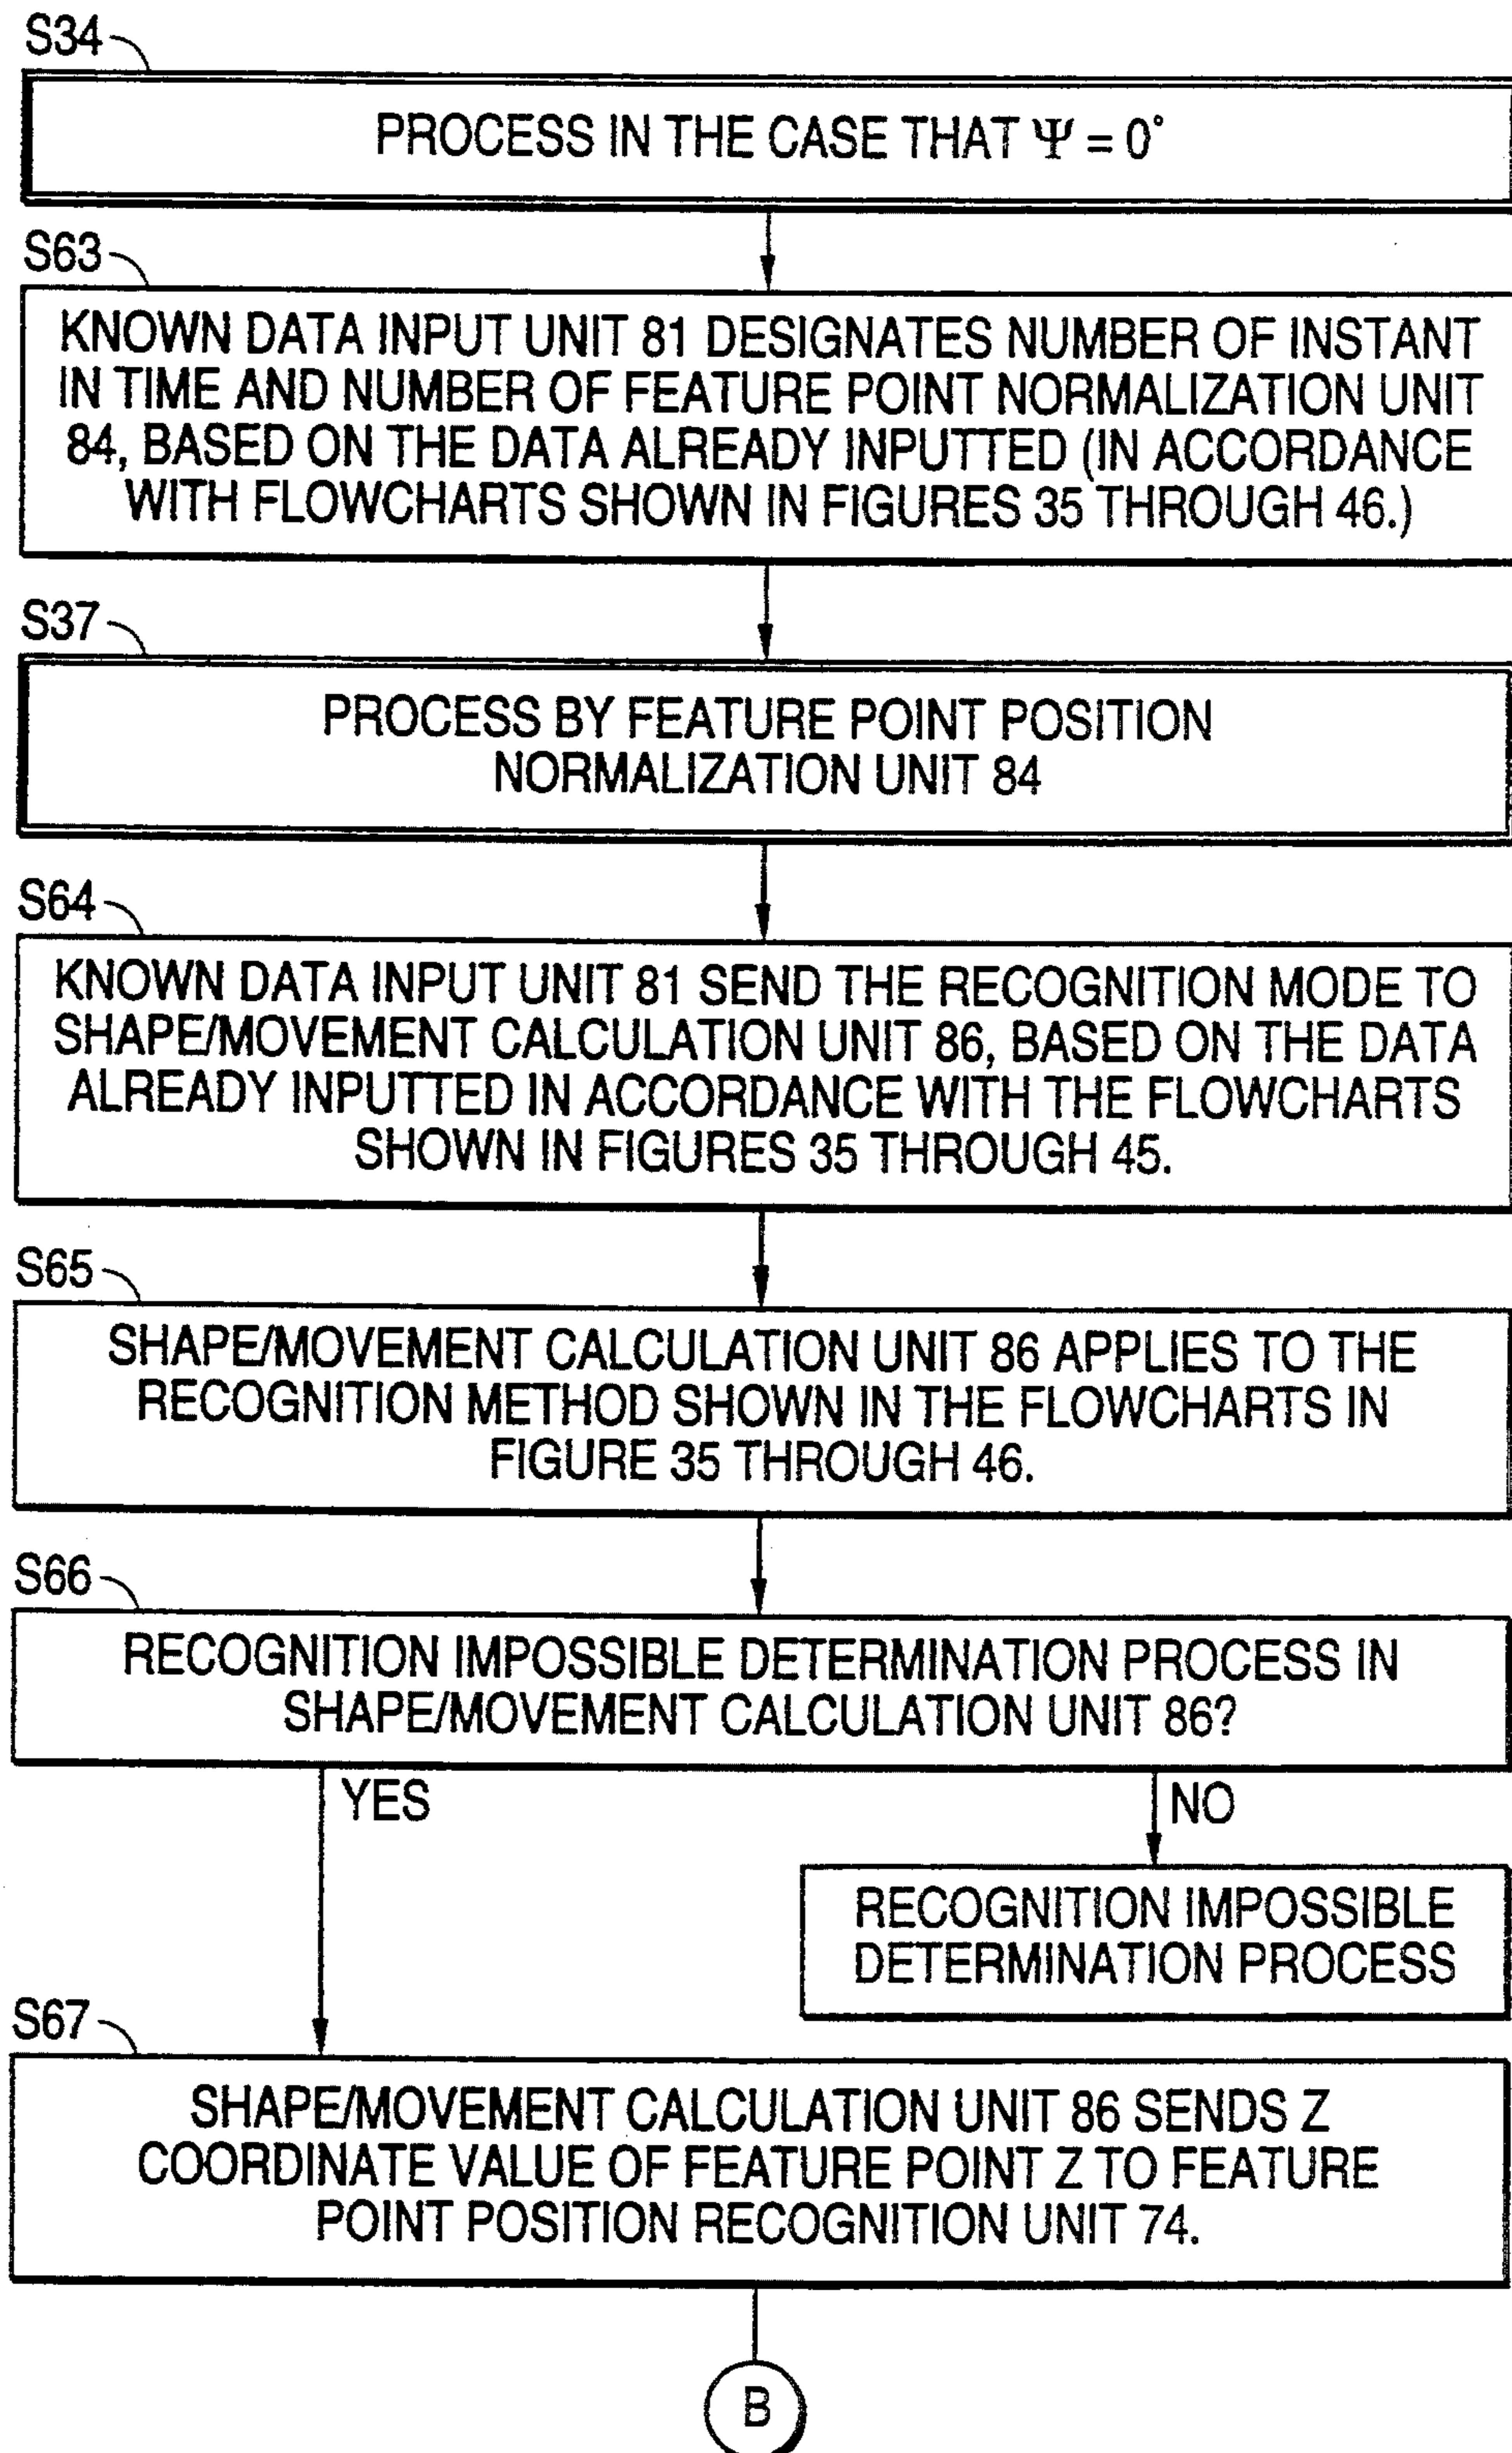 S34
PROCESS IN THE CASE THAT Ψ = 0°
S63
KNOWN DATA INPUT UNIT 81 DESIGNATES NUMBER OF INSTANT
IN TIME AND NUMBER OF FEATURE POINT NORMALIZATION UNIT
84, BASED ON THE DATA ALREADY INPUTTED (IN ACCORDANCE
WITH FLOWCHARTS SHOWN IN FIGURES 35 THROUGH 46.)
S37
PROCESS BY FEATURE POINT POSITION
NORMALIZATION UNIT 84
S64
KNOWN DATA INPUT UNIT 81 SEND THE RECOGNITION MODE TO
SHAPE/MOVEMENT CALCULATION UNIT 86, BASED ON THE DATA
ALREADY INPUTTED IN ACCORDANCE WITH THE FLOWCHARTS
SHOWN IN FIGURES 35 THROUGH 45.
S65
SHAPE/MOVEMENT CALCULATION UNIT 86 APPLIES TO THE
RECOGNITION METHOD SHOWN IN THE FLOWCHARTS IN
FIGURE 35 THROUGH 46.
S66
RECOGNITION IMPOSSIBLE DETERMINATION PROCESS IN
SHAPE/MOVEMENT CALCULATION UNIT 86?
YES
NO
RECOGNITION IMPOSSIBLE
DETERMINATION PROCESS
S67
SHAPE/MOVEMENT CALCULATION UNIT 86 SENDS Z
COORDINATE VALUE OF FEATURE POINT Z TO FEATURE
POINT POSITION RECOGNITION UNIT 74.
B